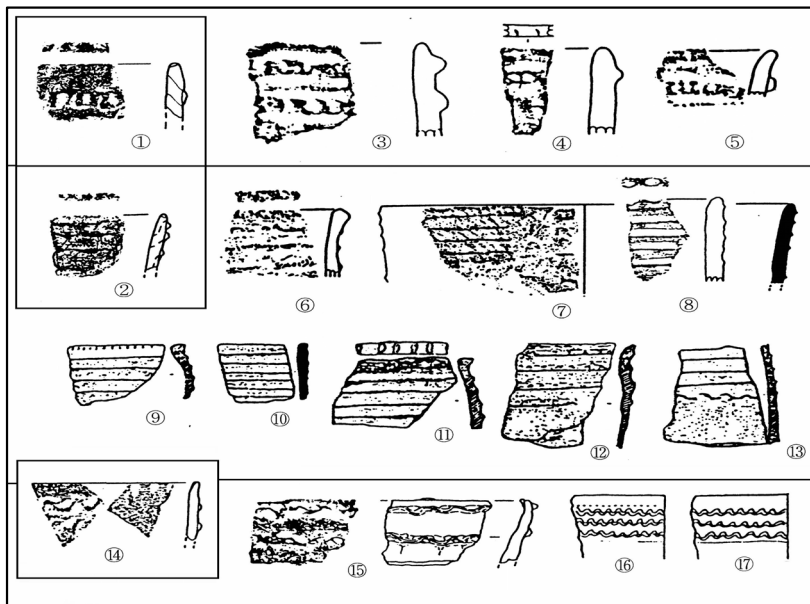 ① ③ ④ ⑤
② ⑥ ⑦ ⑧
⑨ ⑩ ⑪ ⑫ ⑬
⑭ ⑮ ⑯ ⑰